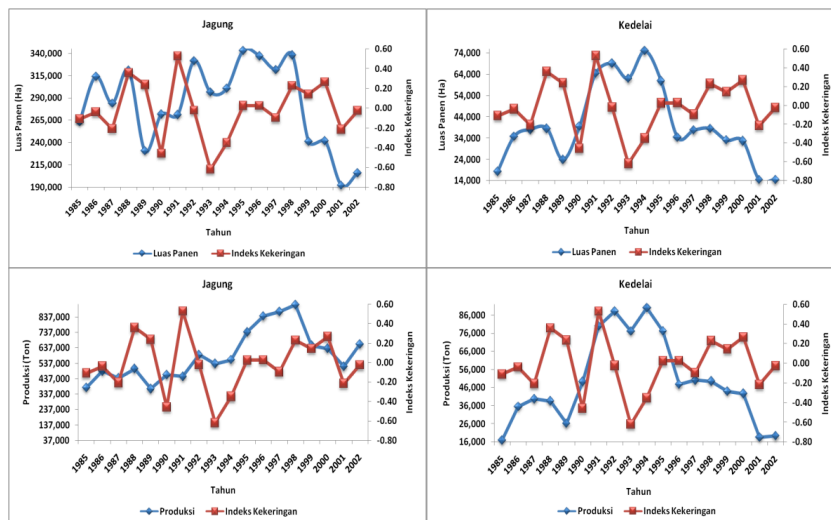 Jagung
Luas Panen (Ha)
340,000
315,000
290,000
265,000
240,000
215,000
190,000
0.60
0.40
0.20
0.00
-0.20
-0.40
-0.60
-0.80
Indeks Kekeringan
1985 1986 1987 1988 1989 1990 1991 1992 1993 1994 1995 1996 1997 1998 1999 2000 2001 2002
Tahun
Luas Panen Indeks Kekeringan
Kedelai
Luas Panen (Ha)
74,000
64,000
54,000
44,000
34,000
24,000
14,000
0.60
0.40
0.20
0.00
-0.20
-0.40
-0.60
-0.80
Indeks Kekeringan
1985 1986 1987 1988 1989 1990 1991 1992 1993 1994 1995 1996 1997 1998 1999 2000 2001 2002
Tahun
Luas Panen Indeks Kekeringan
Jagung
Produksi (Ton)
837,000
737,000
637,000
537,000
437,000
337,000
237,000
137,000
37,000
0.60
0.40
0.20
0.00
-0.20
-0.40
-0.60
-0.80
Indeks Kekeringan
1985 1986 1987 1988 1989 1990 1991 1992 1993 1994 1995 1996 1997 1998 1999 2000 2001 2002
Tahun
Produksi Indeks Kekeringan
Kedelai
Produksi (Ton)
86,000
76,000
66,000
56,000
46,000
36,000
26,000
16,000
0.60
0.40
0.20
0.00
-0.20
-0.40
-0.60
-0.80
Indeks Kekeringan
1985 1986 1987 1988 1989 1990 1991 1992 1993 1994 1995 1996 1997 1998 1999 2000 2001 2002
Tahun
Produksi Indeks Kekeringan